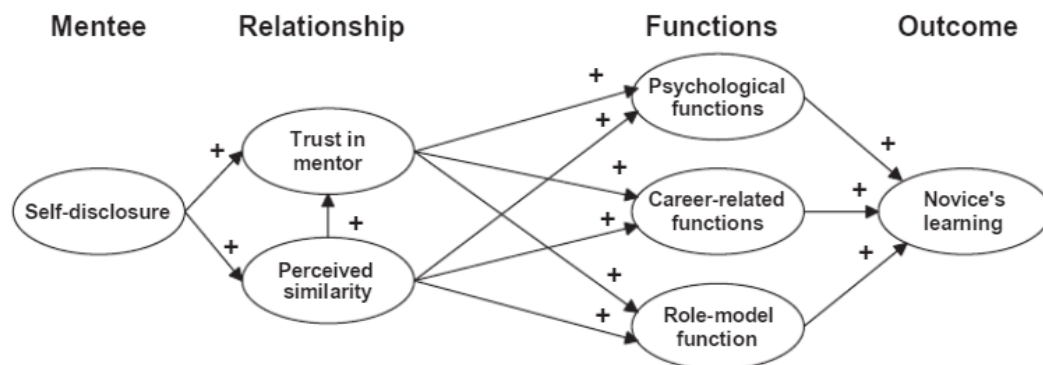 Mentee Relationship Functions Outcome
Psychological
functions
Trust in
mentor
Self-disclosure
Career-related
functions
Novice's
learning
Perceived
similarity
Role-model
function
+
+
+
+
+
+
+
+
+
+
+
+